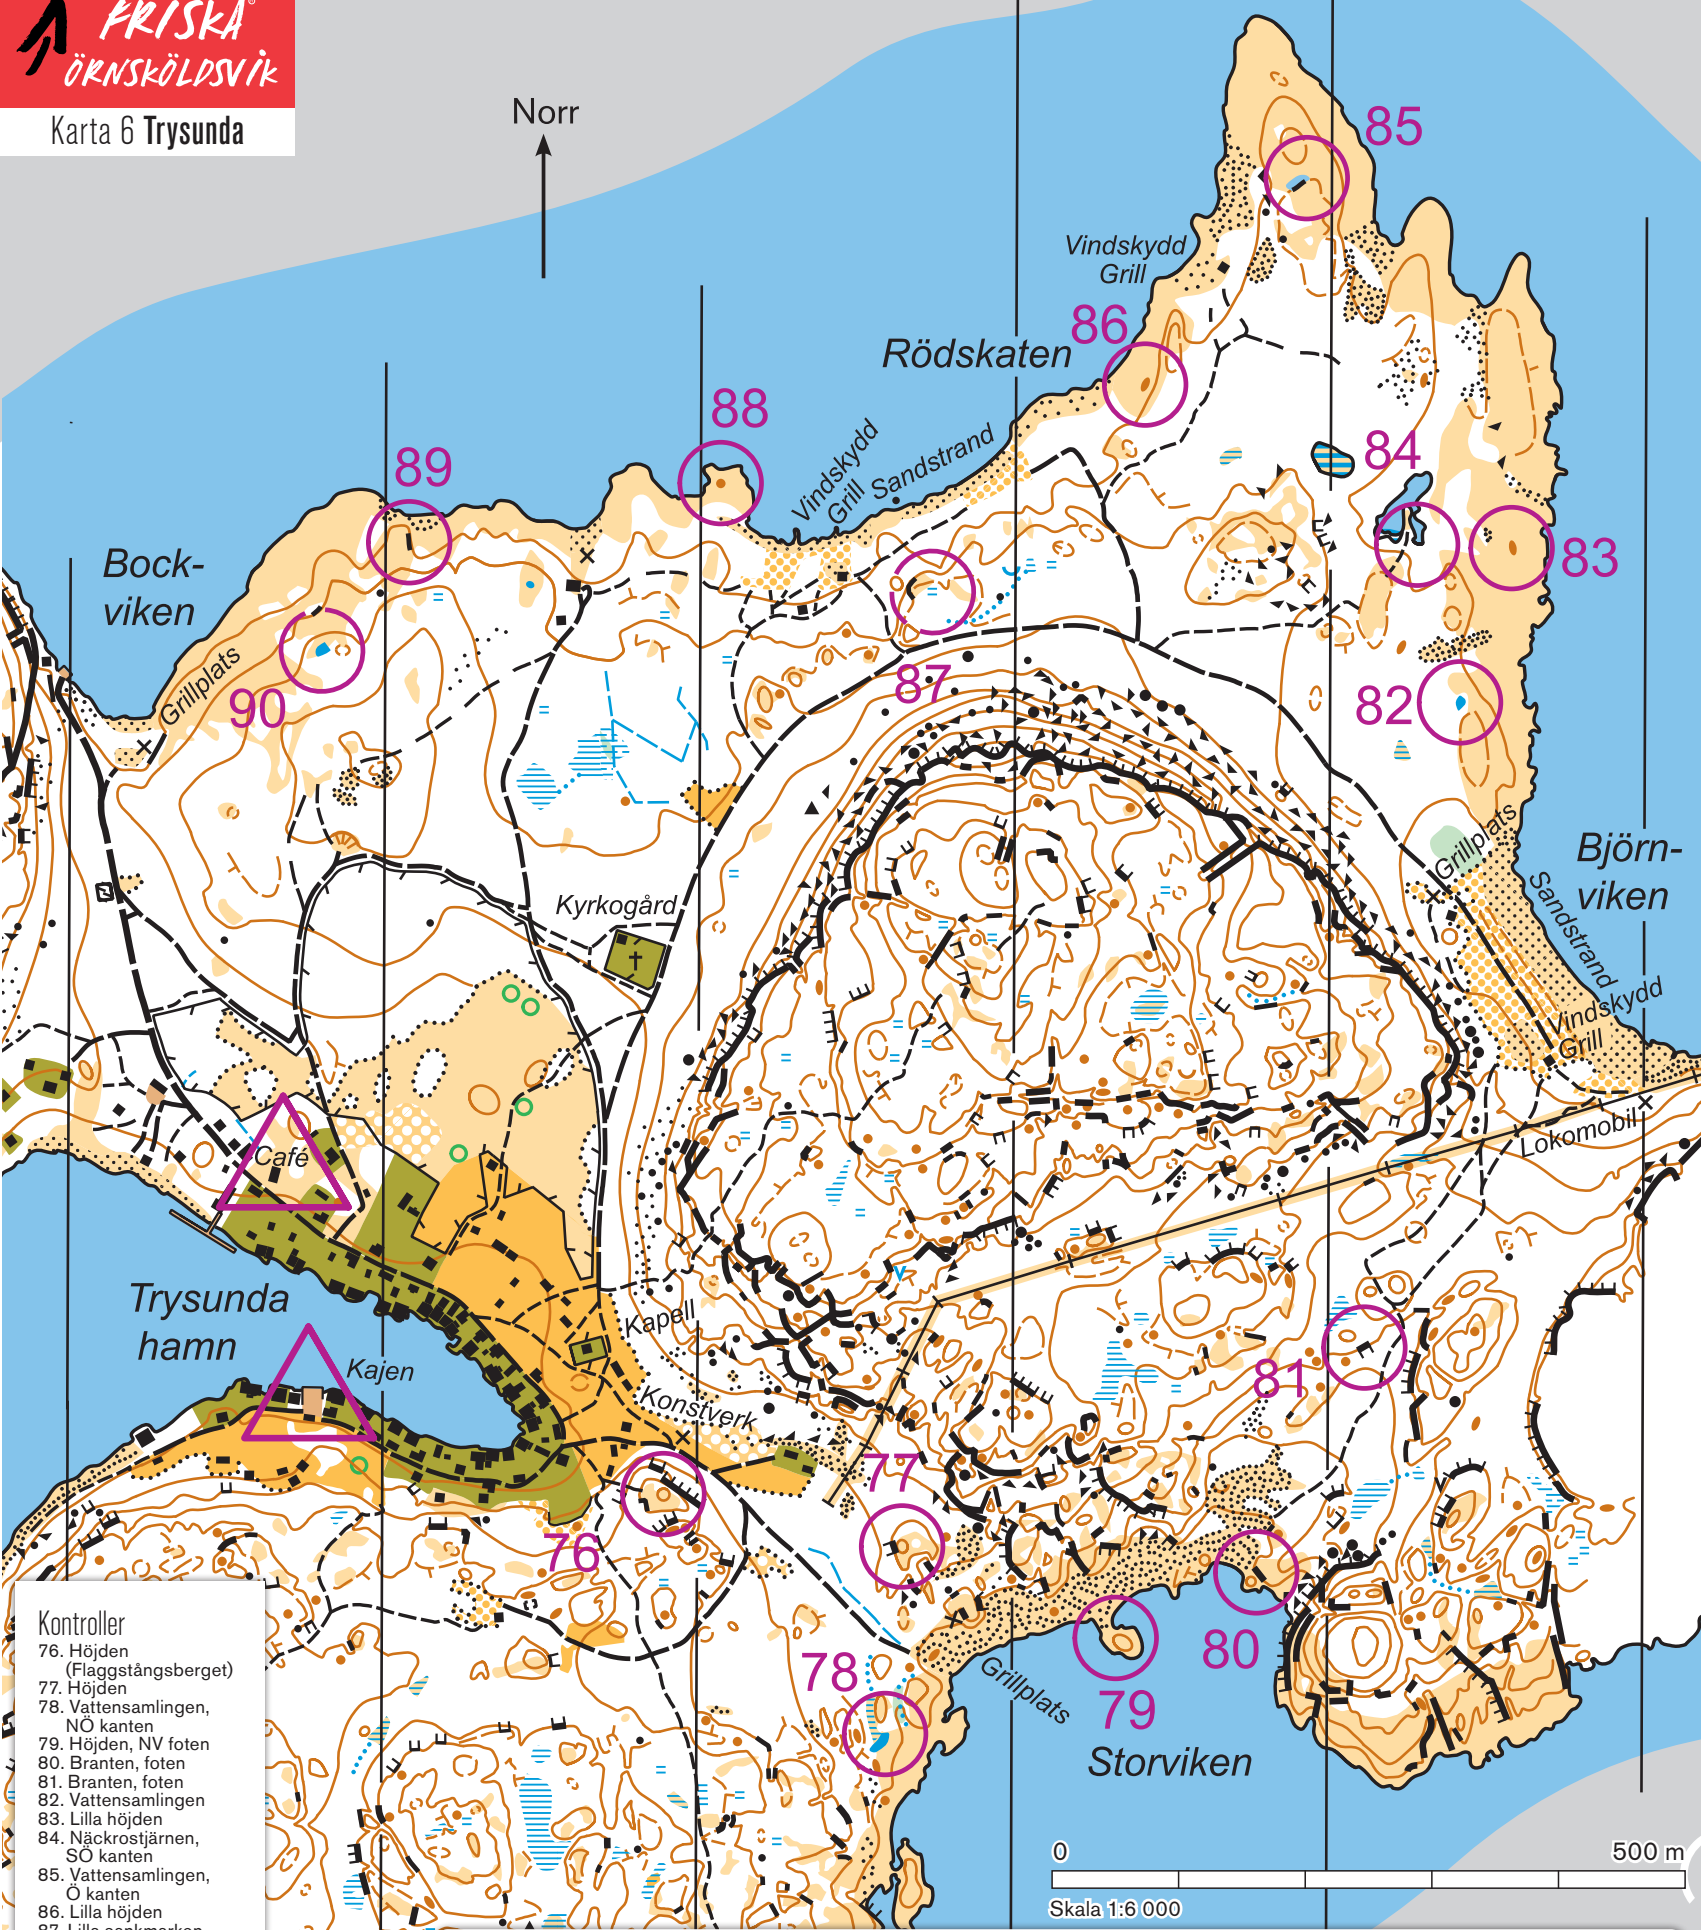 FRISKA®
ÖRNSKÖLDSVIK
Karta 6 Trysunda
Norr
85
Vindskydd
Grill
86
Rödskaten
88
Vindskydd
Grill
Sandstrand
84
89
83
Bock-
viken
Grillplats
90
87
82
Grillplats
Björn-
viken
Sandstrand
Kyrkogård
Vindskydd
Grill
Lokomobil
Café
Trysunda
hamn
Kapell
Kajen
81
Konstverk
77
76
78
80
Grillplats
79
Storviken
Kontroller
76. Höjden
(Flaggstångsberget)
77. Höjden
78. Vattensamlingen,
NÖ kanten
79. Höjden, NV foten
80. Branten, foten
81. Branten, foten
82. Vattensamlingen
83. Lilla höjden
84. Näckrostjärnen,
SÖ kanten
85. Vattensamlingen,
Ö kanten
86. Lilla höjden
87. Lilla sankmarken
0
500 m
Skala 1:6 000